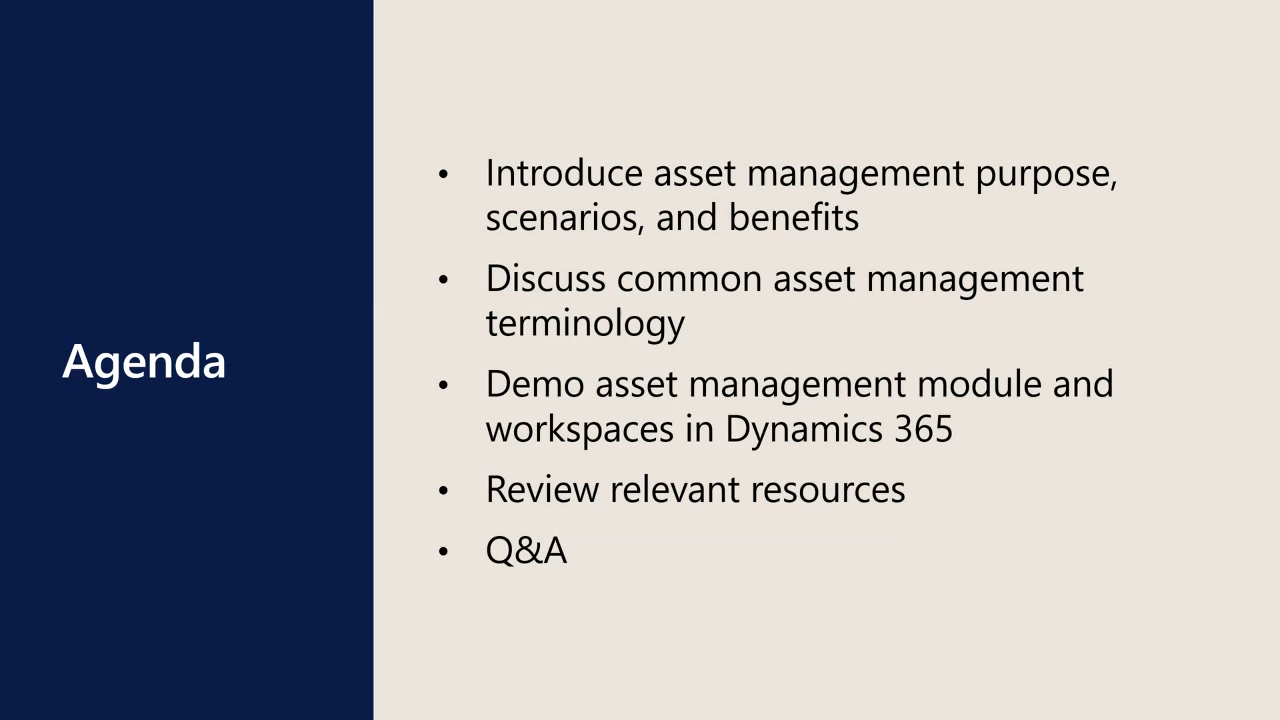 Agenda
• Introduce asset management purpose,
scenarios, and benefits
• Discuss common asset management
terminology
• Demo asset management module and
workspaces in Dynamics 365
• Review relevant resources
• Q&A